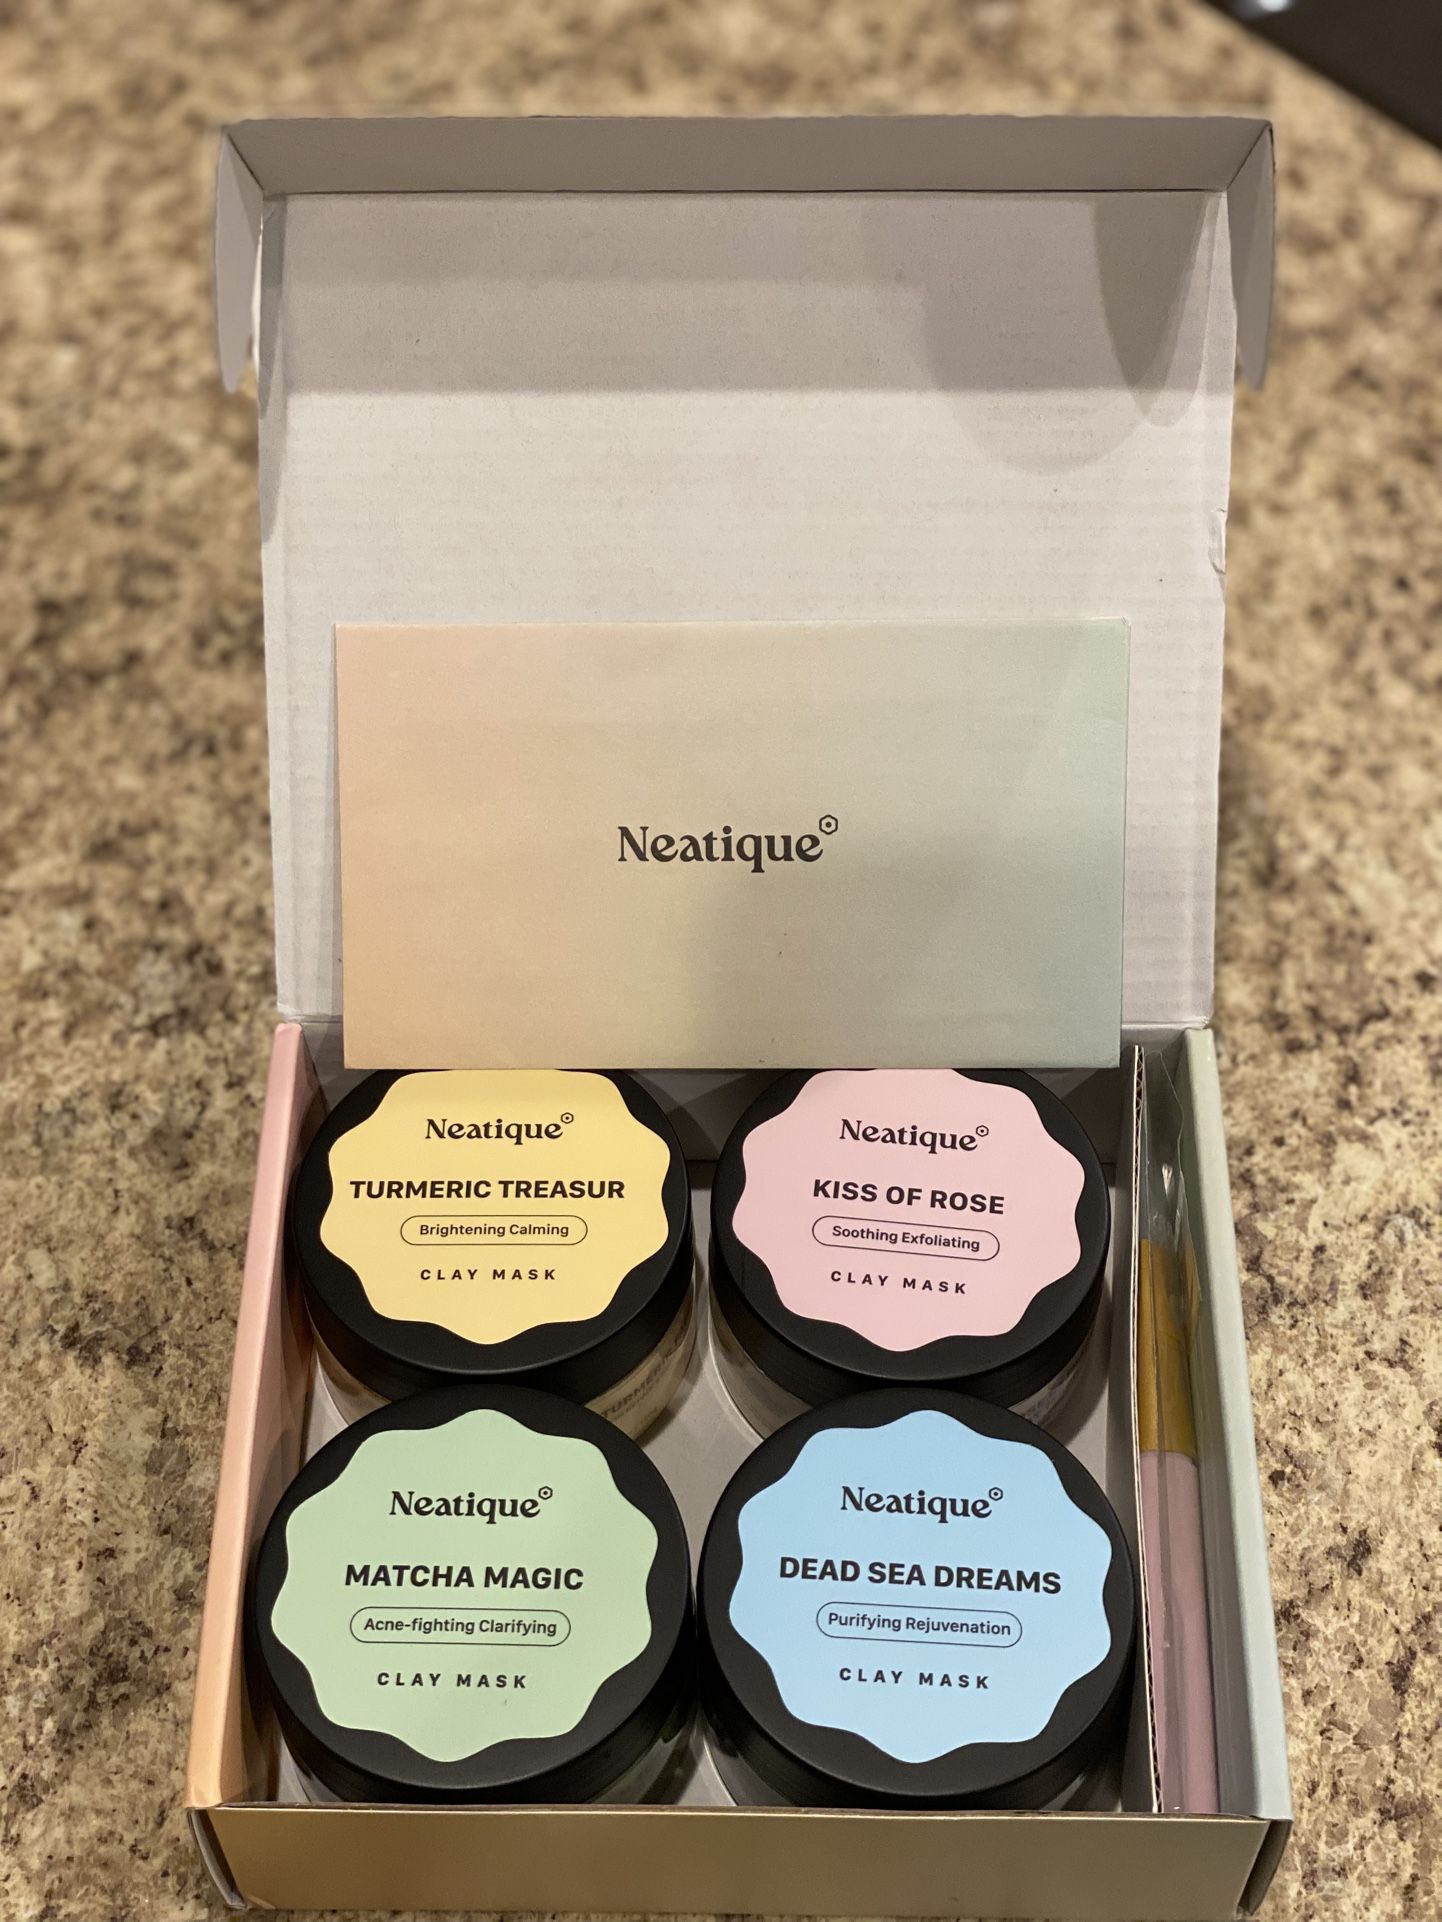 Neatique
Neatique
TURMERIC TREASUR
Brightening Calming
CLAY MASK
Neatique
KISS OF ROSE
Soothing Exfoliating
CLAY MASK
TURME
Neatique
MATCHA MAGIC
Acne-fighting Clarifying
CLAY MASK
Neatique
DEAD SEA DREAMS
Purifying Rejuvenation
CLAY MASK